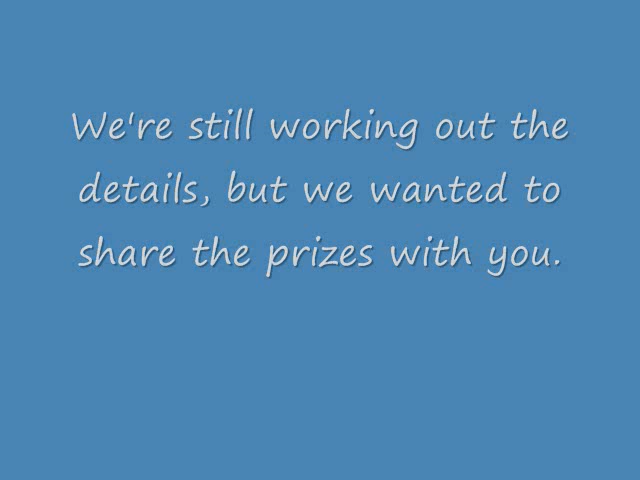 We're still working out the
details, but we wanted to
share the prizes with you.